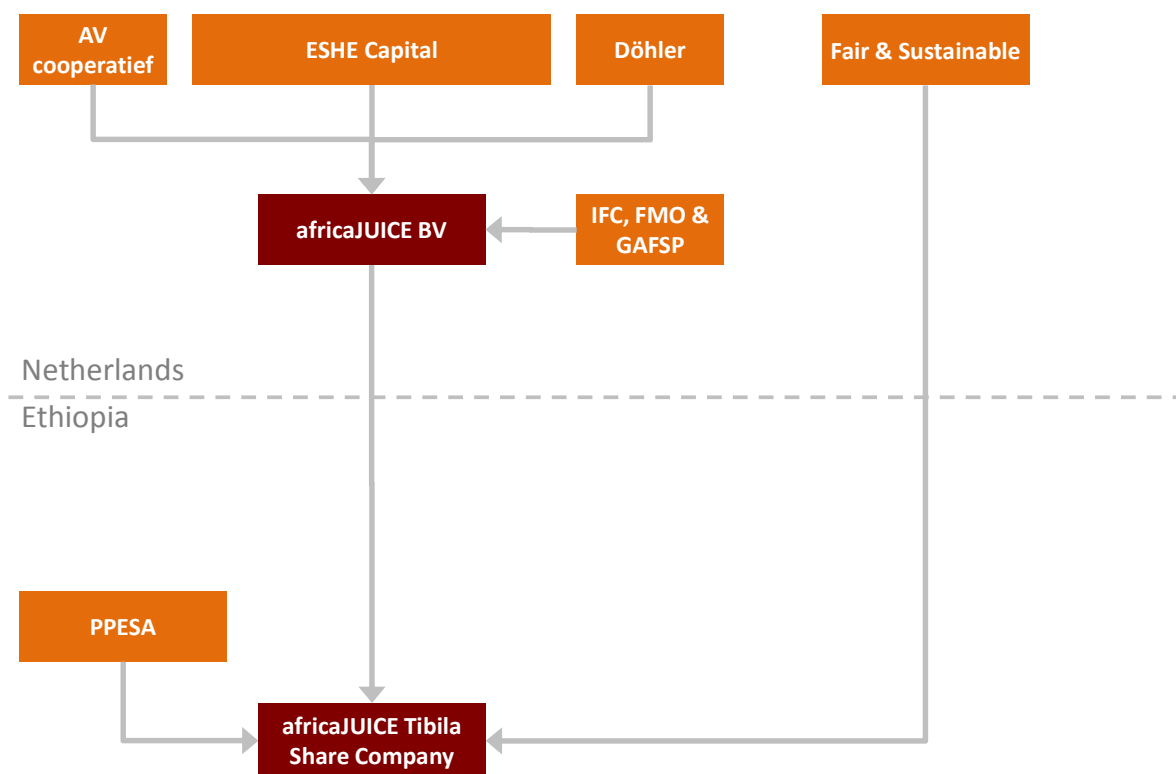 AV
cooperatief
ESHE Capital
Döhler
Fair & Sustainable
africaJUICE BV
IFC, FMO &
GAFSP
Netherlands
Ethiopia
PPESA
africaJUICE Tibila
Share Company